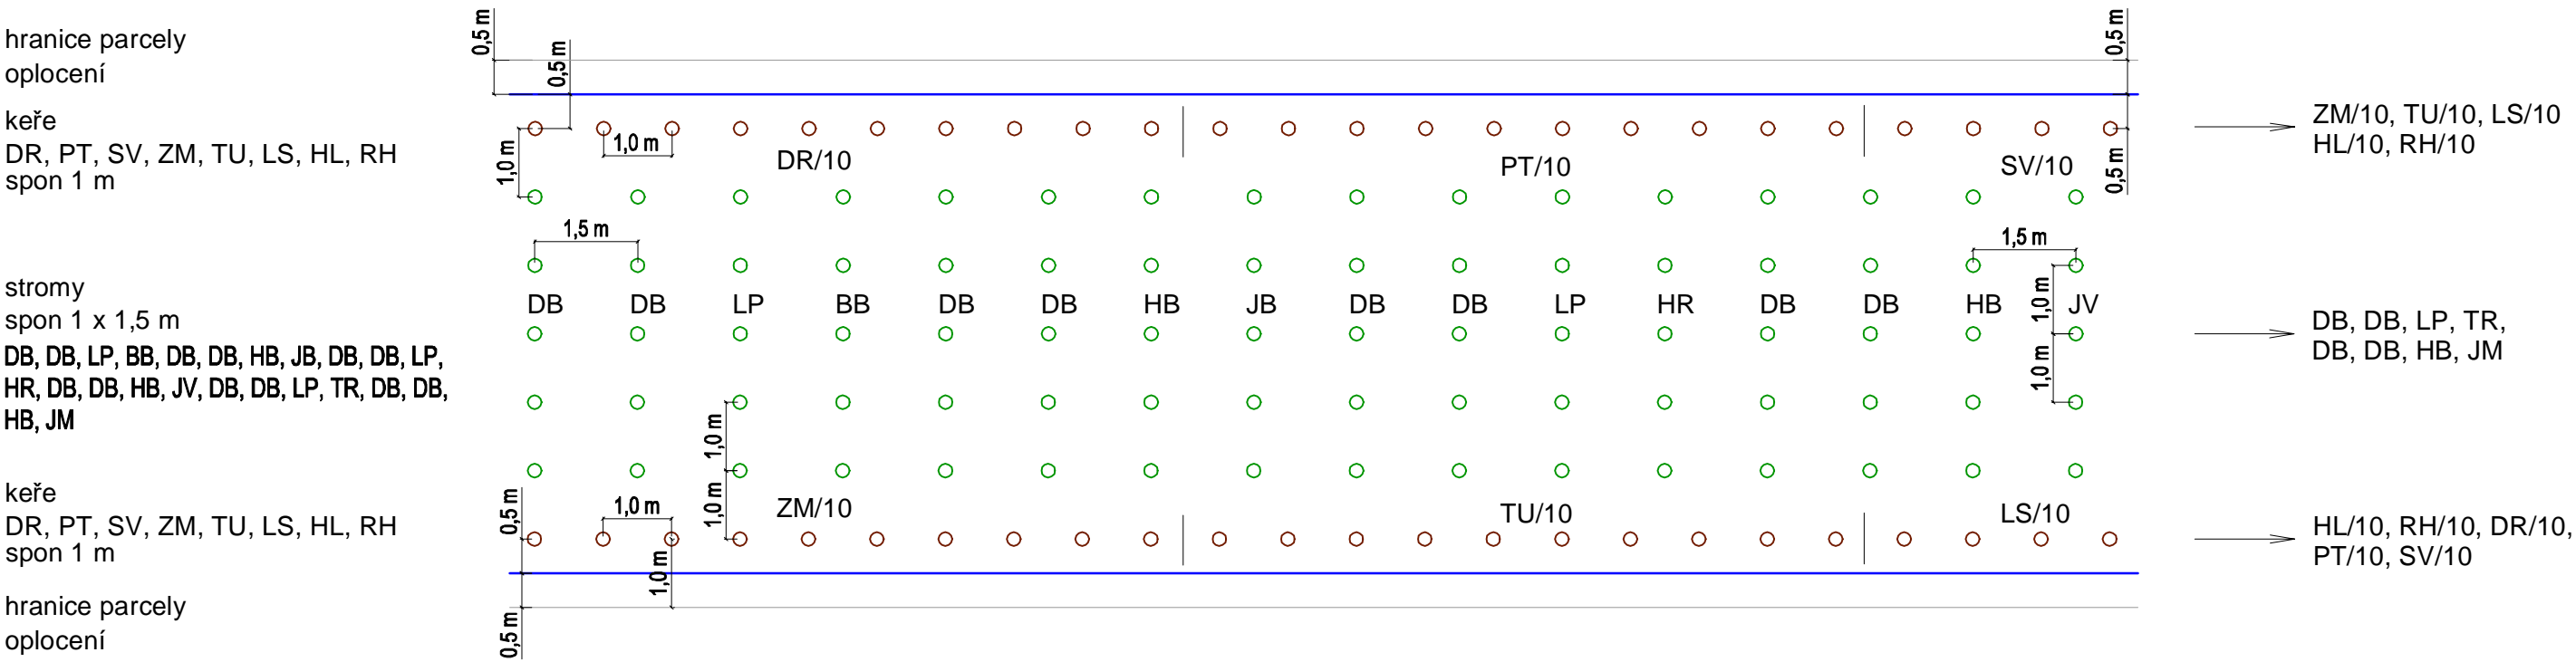 hranice parcely
oplocení
keře
DR, PT, SV, ZM, TU, LS, HL, RH
spon 1 m
stromy
spon 1 x 1,5 m
DB, DB, LP, BB, DB, DB, HB, JB, DB, DB, LP,
HR, DB, DB, HB, JV, DB, DB, LP, TR, DB, DB,
HB, JM
keře
DR, PT, SV, ZM, TU, LS, HL, RH
spon 1 m
hranice parcely
oplocení
0,5 m
0,5 m
0,5 m
1,0 m
1,0 m
DR/10
PT/10
SV/10
0,5 m
1,5 m
1,5 m
DB DB LP BB DB DB HB JB DB DB LP HR DB DB HB JV
1,0 m
1,0 m
1,0 m
1,0 m
ZM/10
TU/10
LS/10
0,5 m
1,0 m
1,0 m
0,5 m
ZM/10, TU/10, LS/10
HL/10, RH/10
DB, DB, LP, TR,
DB, DB, HB, JM
HL/10, RH/10, DR/10,
PT/10, SV/10